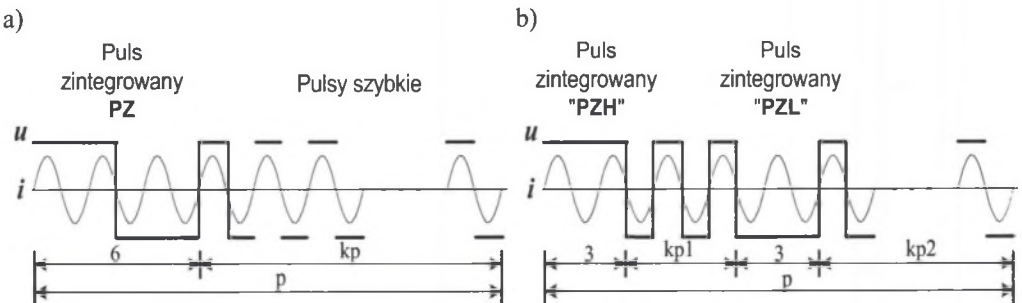 a)
Puls
zintegrowany
PZ
Pulsy szybkie
u
i
6
kp
p
b)
Puls
zintegrowany
"PZH"
Puls
zintegrowany
"PZL"
u
i
3
kp1
3
kp2
p